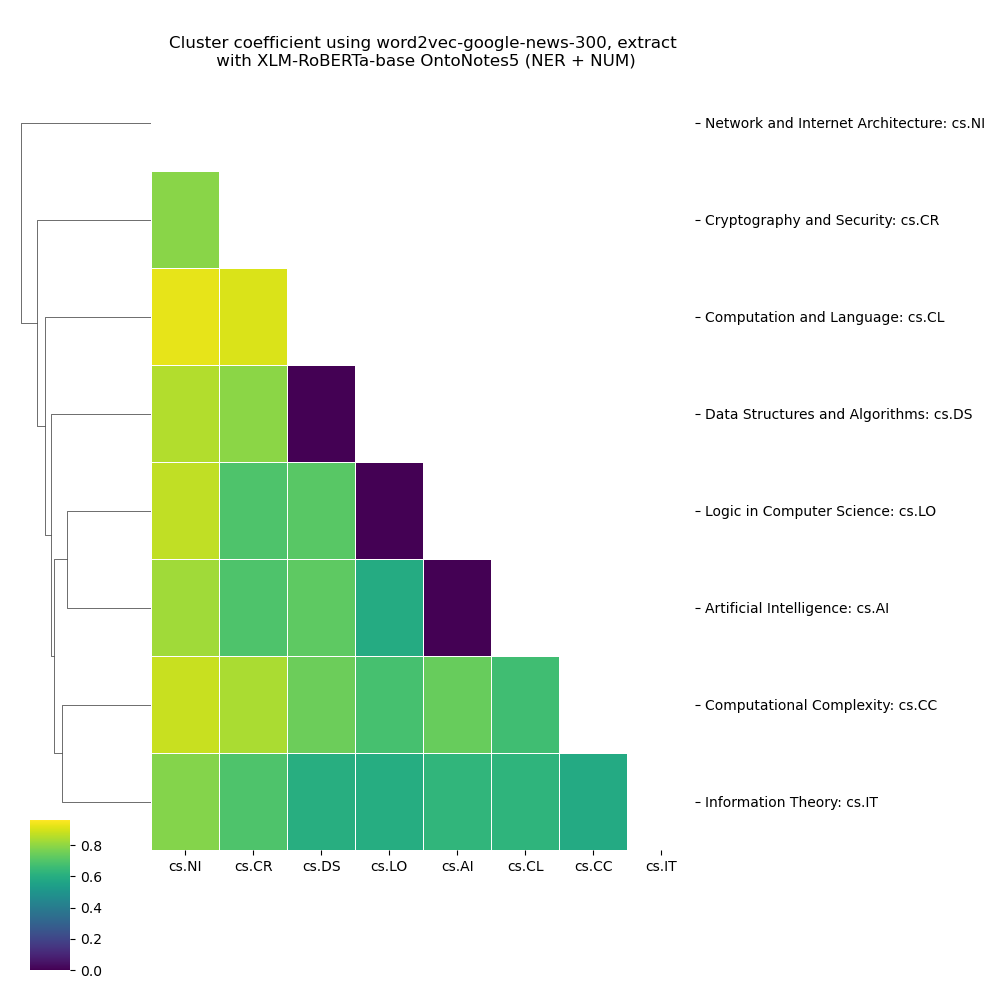 Cluster coefficient using word2vec-google-news-300, extract
with XLM-RoBERTa-base OntoNotes5 (NER + NUM)
Network and Internet Architecture: cs.NI
Cryptography and Security: cs.CR
Computation and Language: cs.CL
Data Structures and Algorithms: cs.DS
Logic in Computer Science: cs.LO
Artificial Intelligence: cs.AI
Computational Complexity: cs.CC
Information Theory: cs.IT
cs.NI cs.CR cs.DS cs.LO cs.AI cs.CL cs.CC cs.IT
0.8
0.6
0.4
0.2
0.0